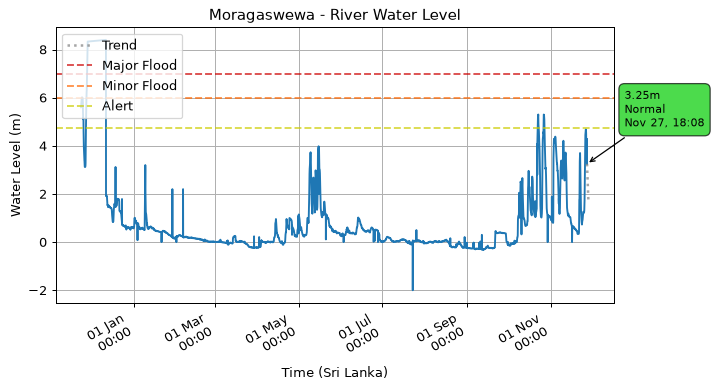 Moragaswewa - River Water Level
Trend
Major Flood
Minor Flood
Alert
3.25m
Normal
Nov 27, 18:08
Water Level (m)
8
6
4
2
0
−2
01 Jan
00:00
01 Mar
00:00
01 May
00:00
01 Jul
00:00
01 Sep
00:00
01 Nov
00:00
Time (Sri Lanka)